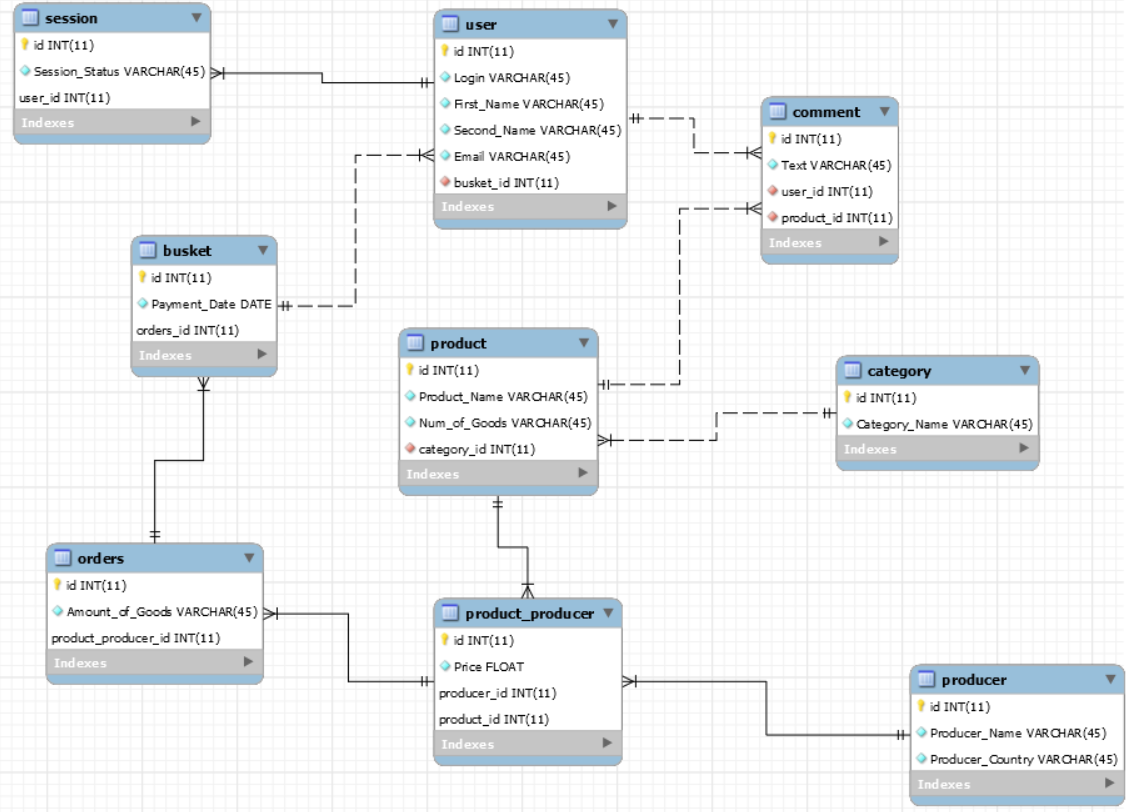 session
id INT(11)
Session_Status VARCHAR(45)
user_id INT(11)
Indexes
user
id INT(11)
Login VARCHAR(45)
First_Name VARCHAR(45)
Second_Name VARCHAR(45)
Email VARCHAR(45)
busket_id INT(11)
Indexes
comment
id INT(11)
Text VARCHAR(45)
user_id INT(11)
product_id INT(11)
Indexes
busket
id INT(11)
Payment_Date DATE
orders_id INT(11)
Indexes
product
id INT(11)
Product_Name VARCHAR(45)
Num_of_Goods VARCHAR(45)
category_id INT(11)
Indexes
category
id INT(11)
Category_Name VARCHAR(45)
Indexes
orders
id INT(11)
Amount_of_Goods VARCHAR(45)
product_producer_id INT(11)
Indexes
product_producer
id INT(11)
Price FLOAT
producer_id INT(11)
product_id INT(11)
Indexes
producer
id INT(11)
Producer_Name VARCHAR(45)
Producer_Country VARCHAR(45)
Indexes